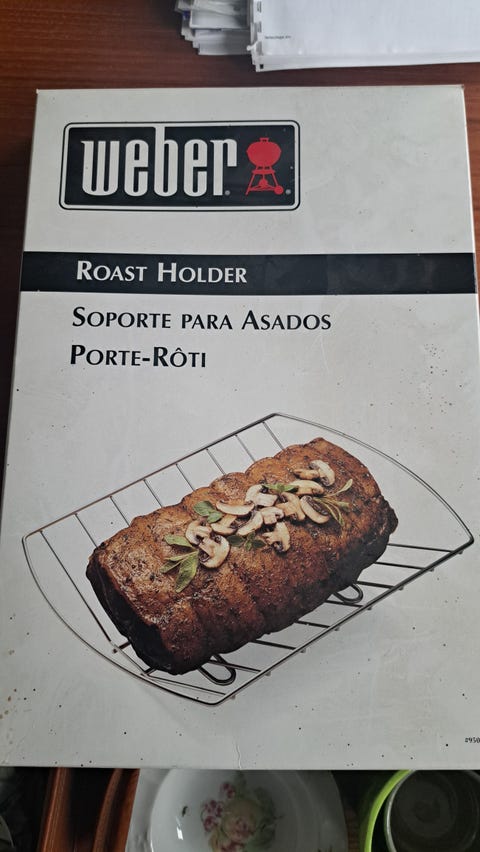 weber
ROAST HOLDER
SOPORTE PARA ASADOS
PORTE-RÔTI